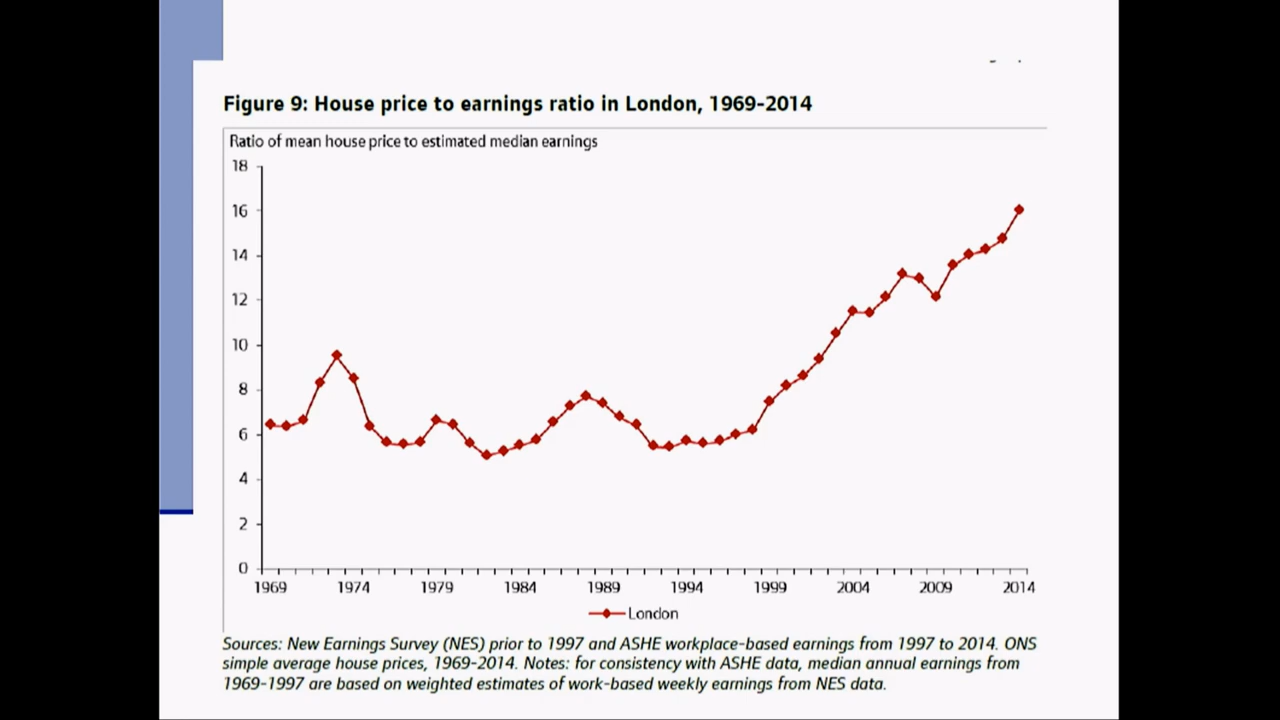 Figure 9: House price to earnings ratio in London, 1969-2014
Ratio of mean house price to estimated median earnings
18
16
14
12
10
8
6
4
2
0
1969 1974 1979 1984 1989 1994 1999 2004 2009 2014
London
Sources: New Earnings Survey (NES) prior to 1997 and ASHE workplace-based earnings from 1997 to 2014. ONS
simple average house prices, 1969-2014. Notes: for consistency with ASHE data, median annual earnings from
1969-1997 are based on weighted estimates of work-based weekly earnings from NES data.